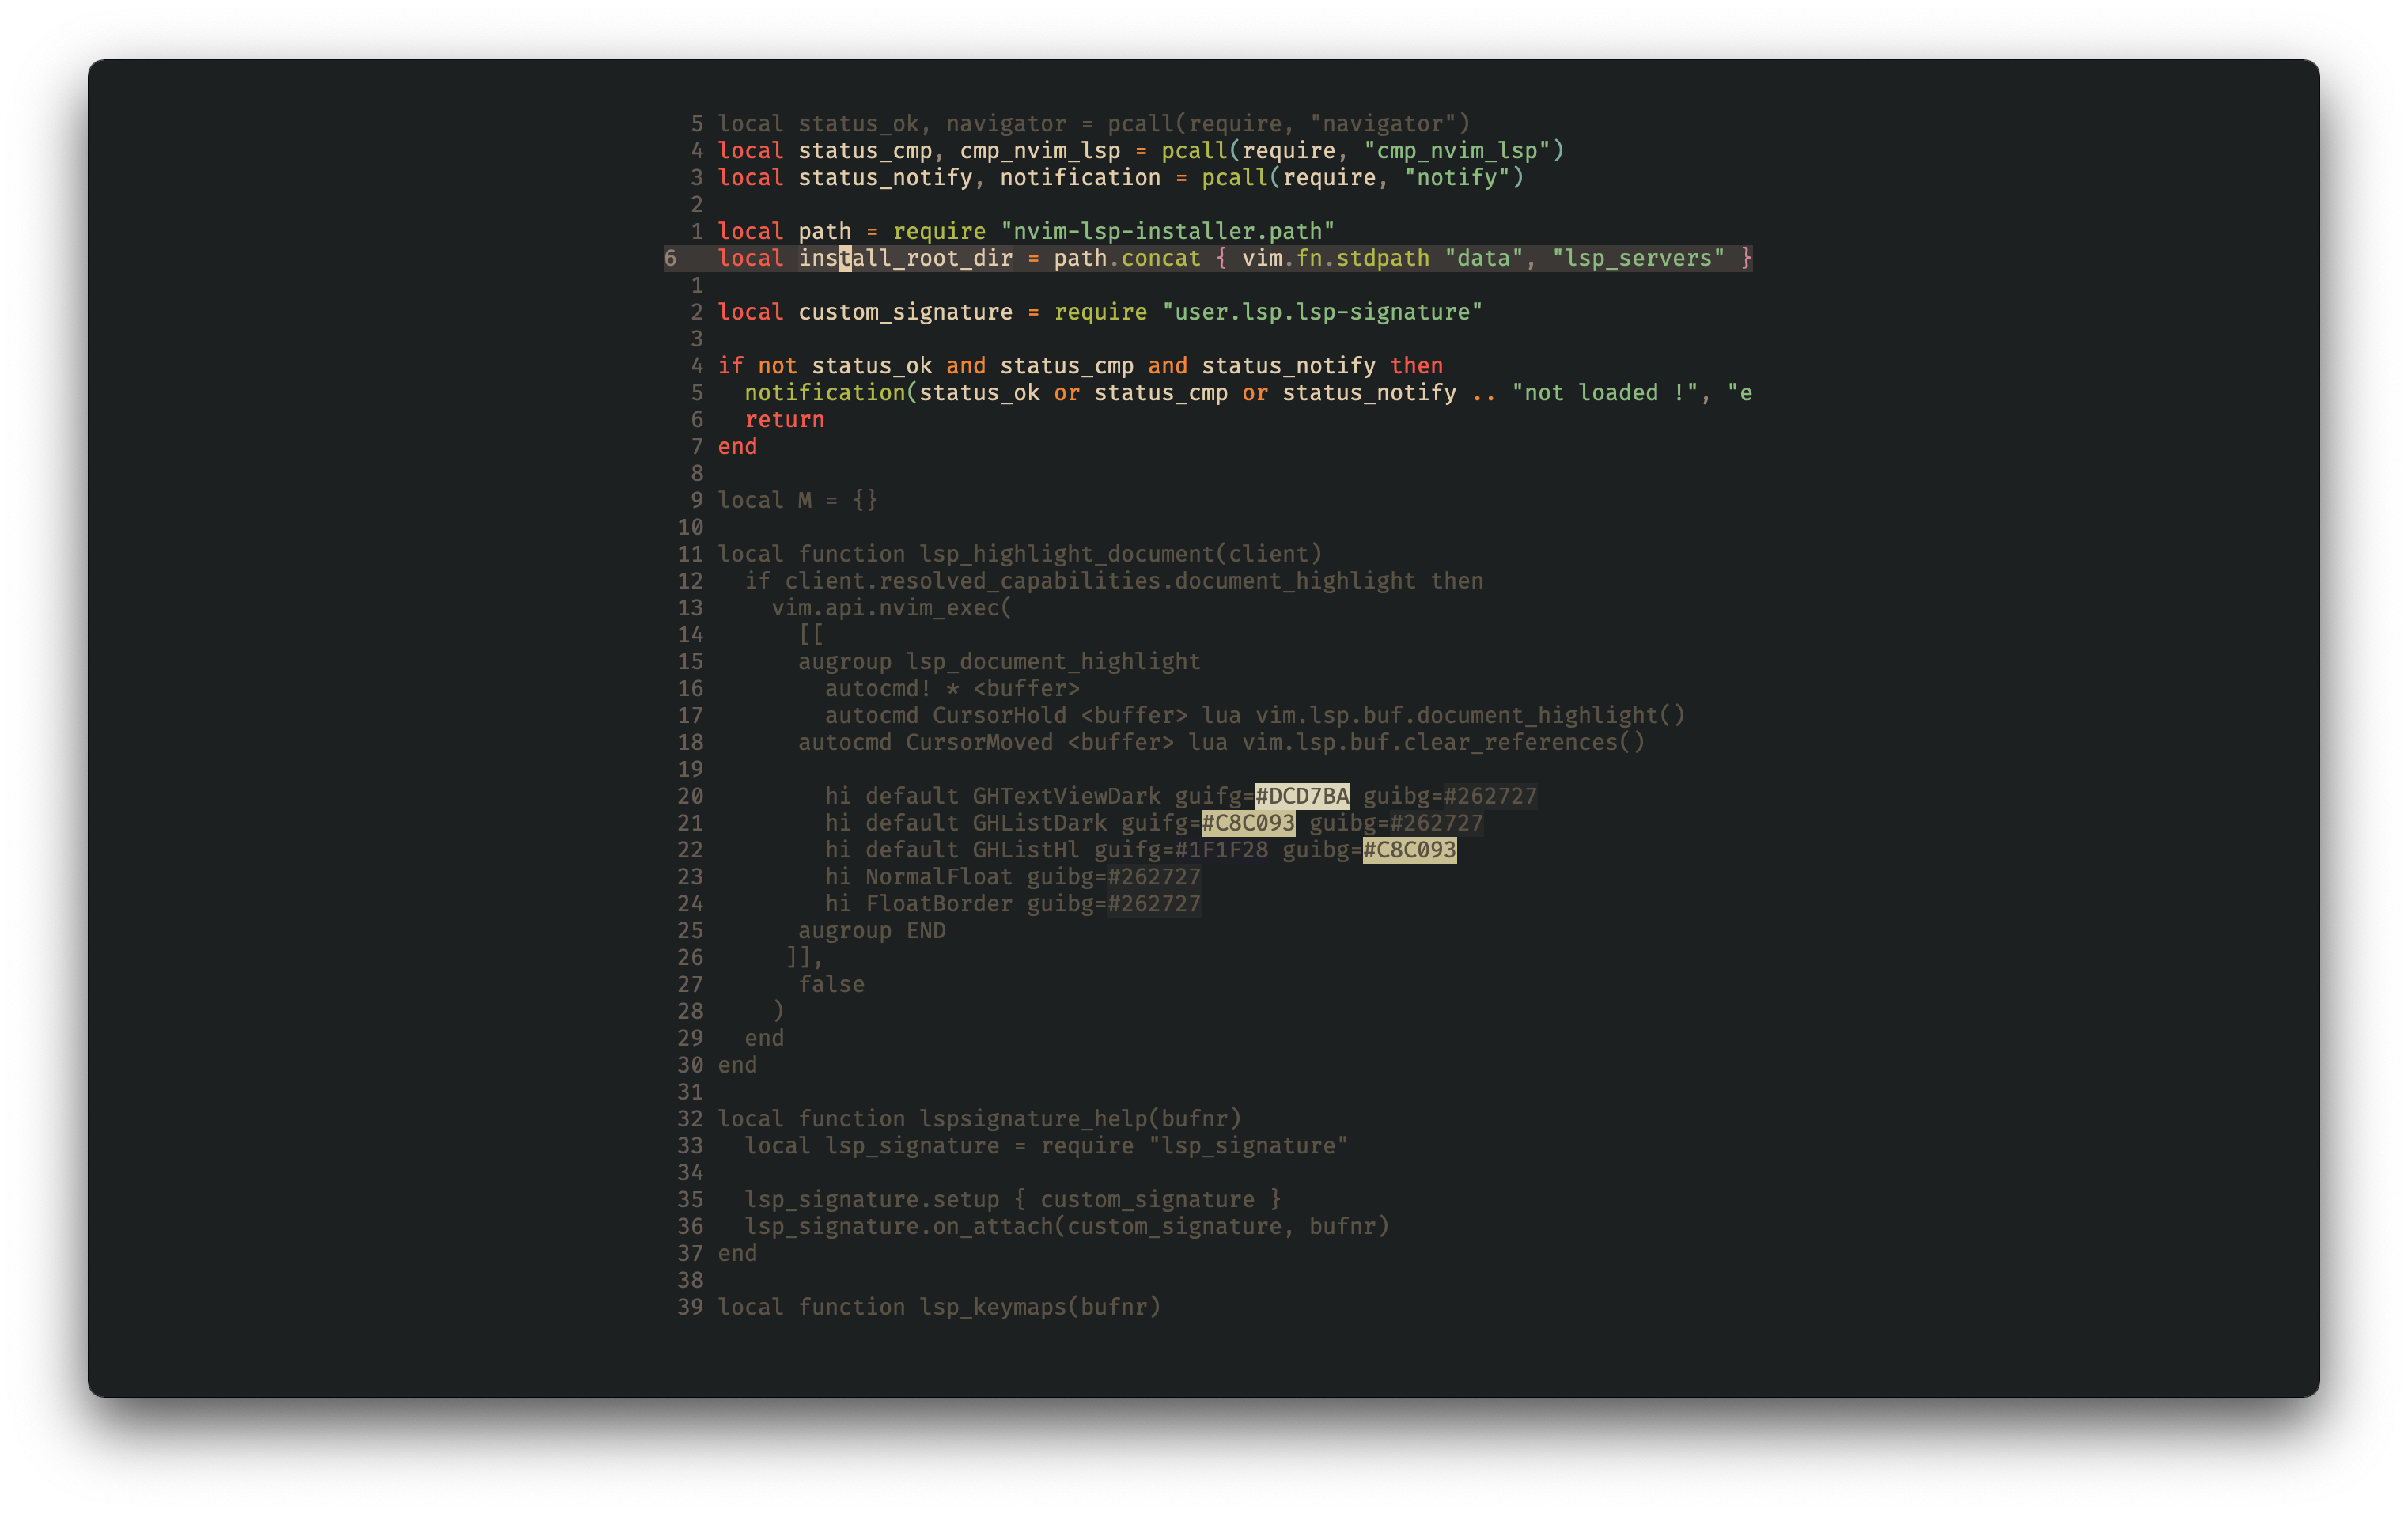 5 local status_ok, navigator = pcall(require, "navigator")
4 local status_cmp, cmp_nvim_lsp = pcall(require, "cmp_nvim_lsp")
3 local status_notify, notification = pcall(require, "notify")
2
1 local path = require "nvim-lsp-installer.path"
6 local install_root_dir = path.concat { vim.fn.stdpath "data", "lsp_servers" }
1
2 local custom_signature = require "user.lsp.lsp-signature"
3
4 if not status_ok and status_cmp and status_notify then
5   notification(status_ok or status_cmp or status_notify .. "not loaded !", "e
6   return
7 end
8
9 local M = {}
10
11 local function lsp_highlight_document(client)
12   if client.resolved_capabilities.document_highlight then
13     vim.api.nvim_exec(
14       [[
15       augroup lsp_document_highlight
16         autocmd! * <buffer>
17         autocmd CursorHold <buffer> lua vim.lsp.buf.document_highlight()
18       autocmd CursorMoved <buffer> lua vim.lsp.buf.clear_references()
19
20         hi default GHTextViewDark guifg=#DCD7BA guibg=#262727
21         hi default GHListDark guifg=#C8C093 guibg=#262727
22         hi default GHListHl guifg=#1F1F28 guibg=#C8C093
23         hi NormalFloat guibg=#262727
24         hi FloatBorder guibg=#262727
25       augroup END
26      ]],
27       false
28     )
29   end
30 end
31
32 local function lspsignature_help(bufnr)
33   local lsp_signature = require "lsp_signature"
34
35   lsp_signature.setup { custom_signature }
36   lsp_signature.on_attach(custom_signature, bufnr)
37 end
38
39 local function lsp_keymaps(bufnr)